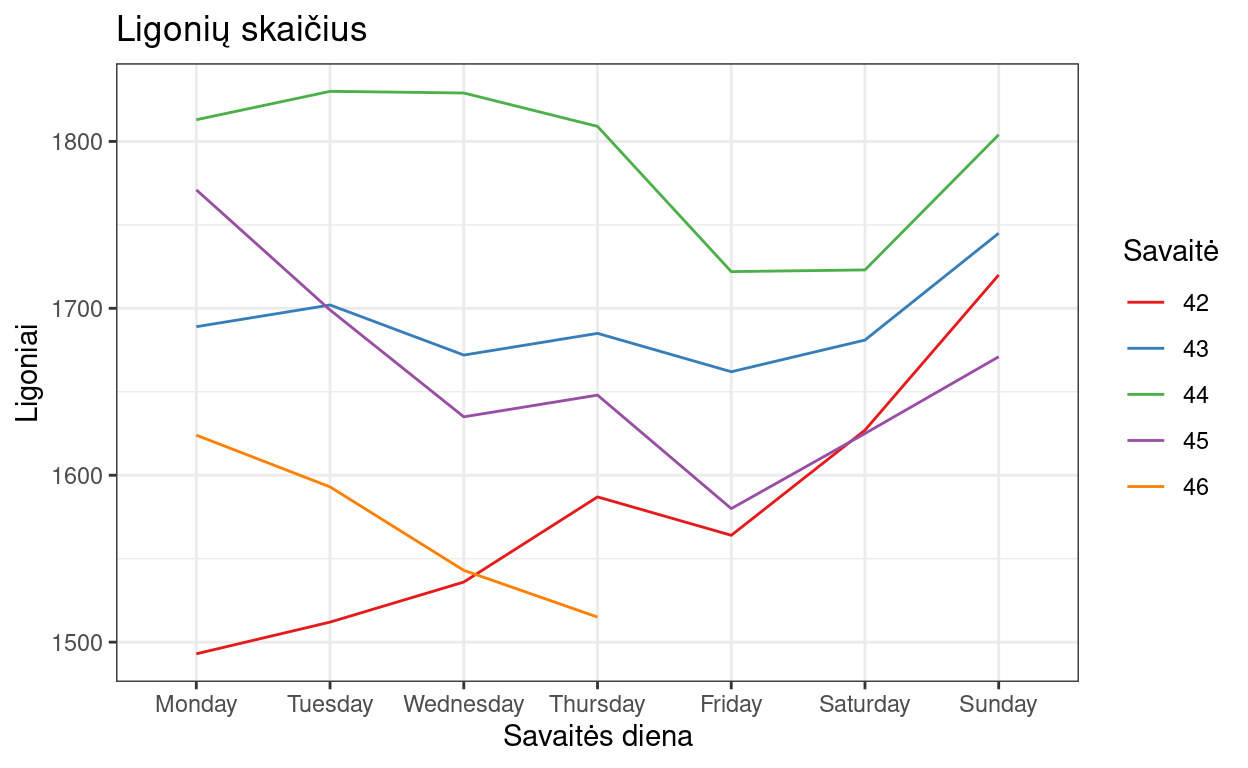 Ligonių skaičius
Ligoniai
1800
1700
1600
1500
Monday Tuesday Wednesday Thursday Friday Saturday Sunday
Savaitės diena
Savaitė
42
43
44
45
46